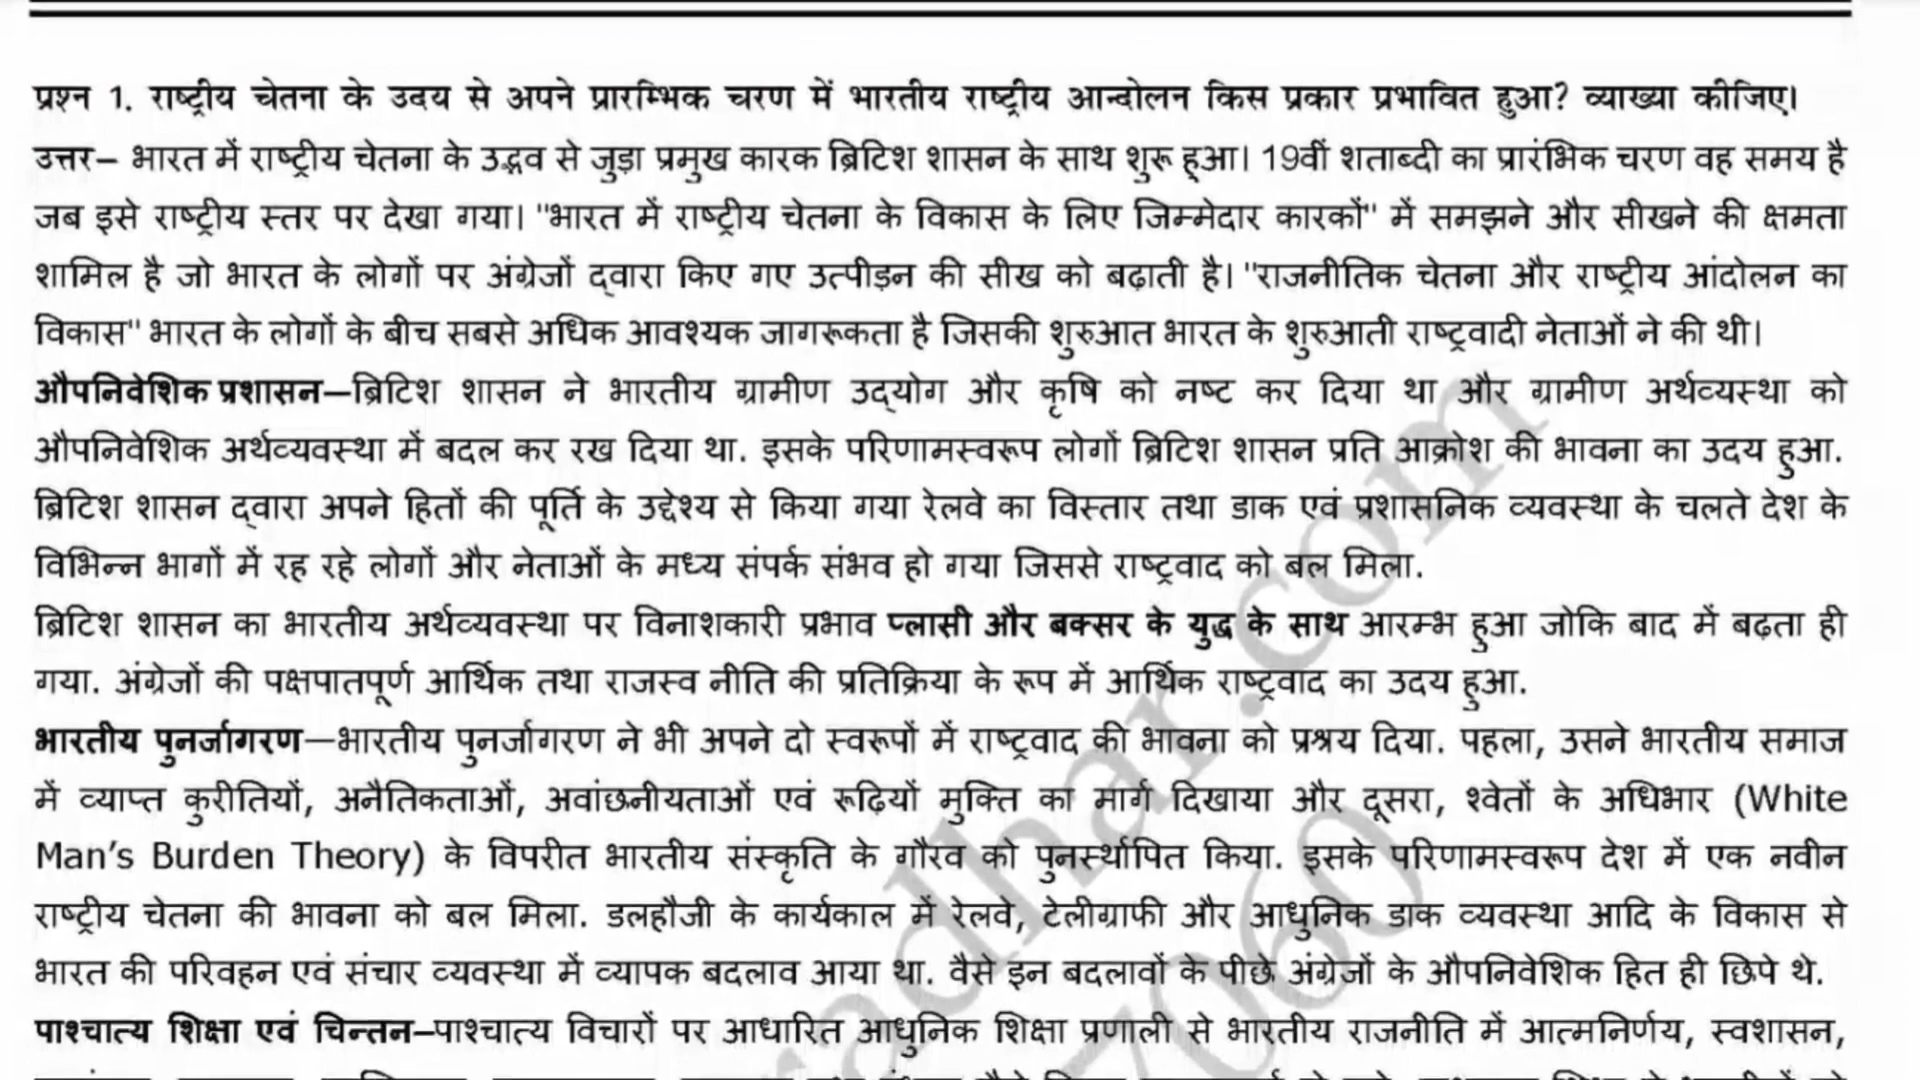 प्रश्न 1. राष्ट्रीय चेतना के उदय से अपने प्रारम्भिक चरण में भारतीय राष्ट्रीय आन्दोलन किस प्रकार प्रभावित हुआ? व्याख्या कीजिए।
उत्तर– भारत में राष्ट्रीय चेतना के उद्भव से जुड़ा प्रमुख कारक ब्रिटिश शासन के साथ शुरू हुआ। 19वीं शताब्दी का प्रारंभिक चरण वह समय है
जब इसे राष्ट्रीय स्तर पर देखा गया। "भारत में राष्ट्रीय चेतना के विकास के लिए जिम्मेदार कारकों" में समझने और सीखने की क्षमता
शामिल है जो भारत के लोगों पर अंग्रेजों द्वारा किए गए उत्पीड़न की सीख को बढ़ाती है। "राजनीतिक चेतना और राष्ट्रीय आंदोलन का
विकास" भारत के लोगों के बीच सबसे अधिक आवश्यक जागरूकता है जिसकी शुरुआत भारत के शुरुआती राष्ट्रवादी नेताओं ने की थी।
औपनिवेशिक प्रशासन–ब्रिटिश शासन ने भारतीय ग्रामीण उद्योग और कृषि को नष्ट कर दिया था और ग्रामीण अर्थव्यस्था को
औपनिवेशिक अर्थव्यवस्था में बदल कर रख दिया था. इसके परिणामस्वरूप लोगों ब्रिटिश शासन प्रति आक्रोश की भावना का उदय हुआ.
ब्रिटिश शासन द्वारा अपने हितों की पूर्ति के उद्देश्य से किया गया रेलवे का विस्तार तथा डाक एवं प्रशासनिक व्यवस्था के चलते देश के
विभिन्न भागों में रह रहे लोगों और नेताओं के मध्य संपर्क संभव हो गया जिससे राष्ट्रवाद को बल मिला.
ब्रिटिश शासन का भारतीय अर्थव्यवस्था पर विनाशकारी प्रभाव प्लासी और बक्सर के युद्ध के साथ आरम्भ हुआ जोकि बाद में बढ़ता ही
गया. अंग्रेजों की पक्षपातपूर्ण आर्थिक तथा राजस्व नीति की प्रतिक्रिया के रूप में आर्थिक राष्ट्रवाद का उदय हुआ.
भारतीय पुनर्जागरण–भारतीय पुनर्जागरण ने भी अपने दो स्वरूपों में राष्ट्रवाद की भावना को प्रश्रय दिया. पहला, उसने भारतीय समाज
में व्याप्त कुरीतियों, अनैतिकताओं, अवांछनीयताओं एवं रूढ़ियों मुक्ति का मार्ग दिखाया और दूसरा, श्वेतों के अधिभार (White
Man's Burden Theory) के विपरीत भारतीय संस्कृति के गौरव को पुनर्स्थापित किया. इसके परिणामस्वरूप देश में एक नवीन
राष्ट्रीय चेतना की भावना को बल मिला. डलहौजी के कार्यकाल में रेलवे, टेलीग्राफी और आधुनिक डाक व्यवस्था आदि के विकास से
भारत की परिवहन एवं संचार व्यवस्था में व्यापक बदलाव आया था. वैसे इन बदलावों के पीछे अंग्रेजों के औपनिवेशिक हित ही छिपे थे.
पाश्चात्य शिक्षा एवं चिन्तन–पाश्चात्य विचारों पर आधारित आधुनिक शिक्षा प्रणाली से भारतीय राजनीति में आत्मनिर्णय, स्वशासन,